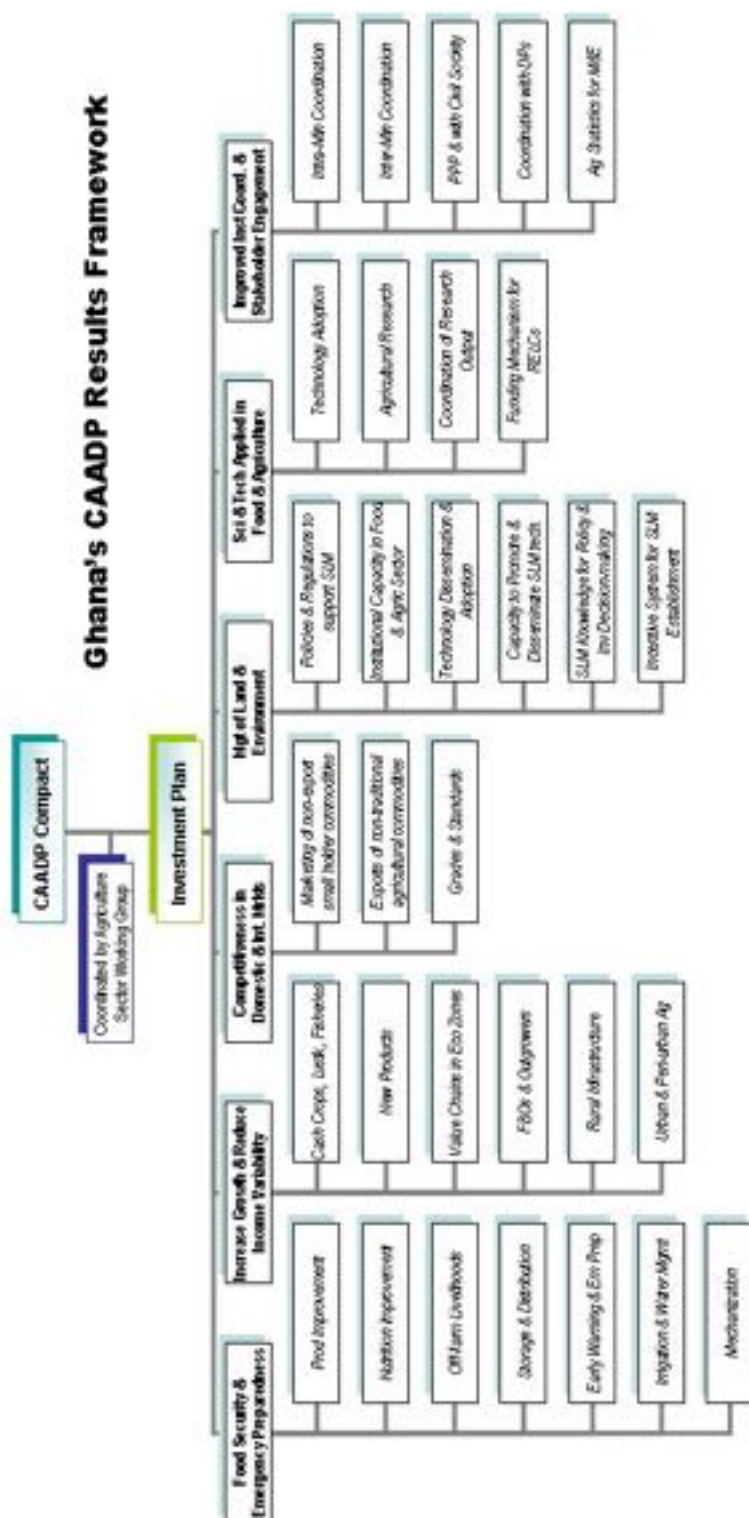 Ghana's CAADP Results Framework
CAADP Compact
Coordinated by Agriculture
Sector Working Group
Investment Plan
Food Security &
Emergency Preparedness
Prod Improvement
Nutrition Improvement
Off-farm Livelihoods
Storage & Distribution
Early Warning & Em Prep
Irrigation & Water Mgmt
Mechanization
Increase Growth & Reduce
Income Variability
Cash Crops, Lvstk, Fisheries
New Products
Value Chains in Eco Zones
FBOs & Outgrowers
Rural Infrastructure
Urban & Peri-urban Ag
Competitiveness in
Domestic & Int. Mrkts
Marketing of non-export
small holder commodities
Exports of non-traditional
agricultural commodities
Grades & Standards
Mgt of Land &
Environment
Policies & Regulations to
support SLM
Institutional Capacity in Food
& Agric Sector
Technology Dissemination &
Adoption
Capacity to Promote &
Disseminate SLM tech.
SLM Knowledge for Policy &
Inv Decisionmaking
Incentive System for SLM
Establishment
Sci & Tech Applied in
Food & Agriculture
Technology Adoption
Agricultural Research
Coordination of Research
Output
Funding Mechanism for
RELCs
Improved Inst Coord. &
Stakeholder Engagement
Intra-Min Coordination
Inter-Min Coordination
PPP & with Civil Society
Coordination with DPs
Ag Statistics for M&E